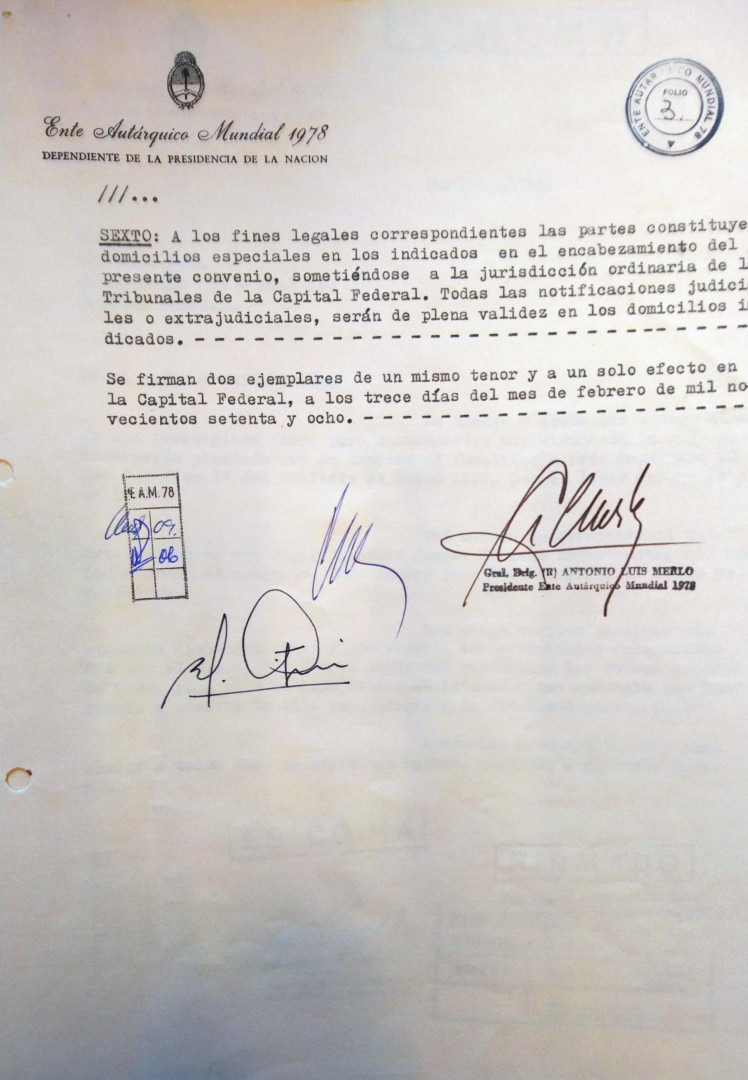 Ente Autárquico Mundial 1978
DEPENDIENTE DE LA PRESIDENCIA DE LA NACION
ENTE AUTARQUICO MUNDIAL 78
FOLIO
3
///...
SEXTO: A los fines legales correspondientes las partes constituye
domicilios especiales en los indicados en el encabezamiento del
presente convenio, sometiéndose a la jurisdicción ordinaria de l
Tribunales de la Capital Federal. Todas las notificaciones judicia
les o extrajudiciales, serán de plena validez en los domicilios i
dicados. - - - - - - - - - - - - - - - - - - - - - - - - - - - - -
Se firman dos ejemplares de un mismo tenor y a un solo efecto en
la Capital Federal, a los trece días del mes de febrero de mil no
vecientos setenta y ocho. - - - - - - - - - - - - - - - - - - - -
E.A.M. 78
09.
06
Gral. Brig. (R) ANTONIO LUIS MERLO
Presidente Ente Autárquico Mundial 1978